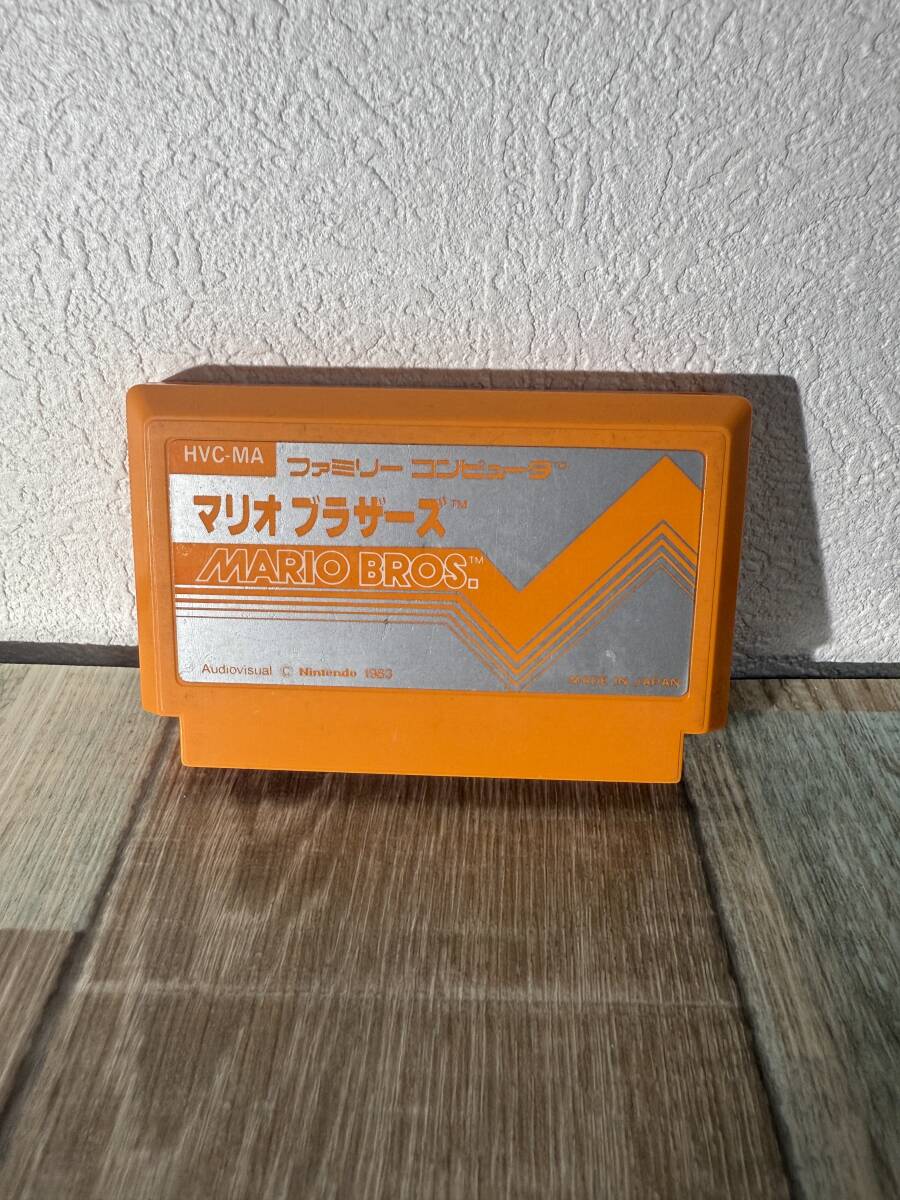 HVC-MA
ファミリー コンピュータ™
マリオブラザーズ™
MARIO BROS.™
Audiovisual © Nintendo 1983
MADE IN JAPAN